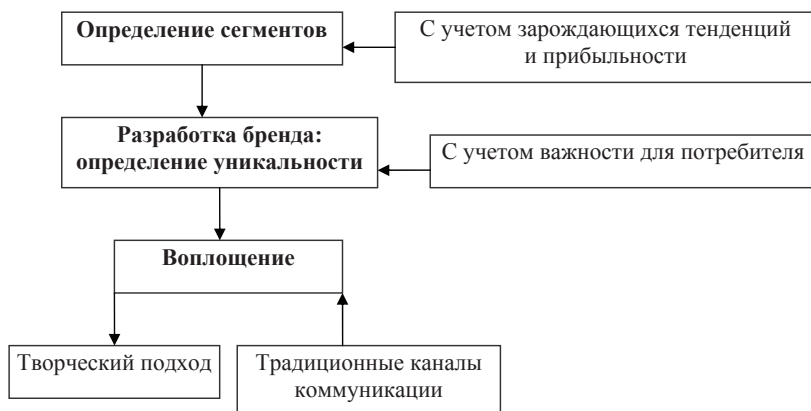 Определение сегментов
С учетом зарождающихся тенденций
и прибыльности
Разработка бренда:
определение уникальности
С учетом важности для потребителя
Воплощение
Творческий подход
Традиционные каналы
коммуникации